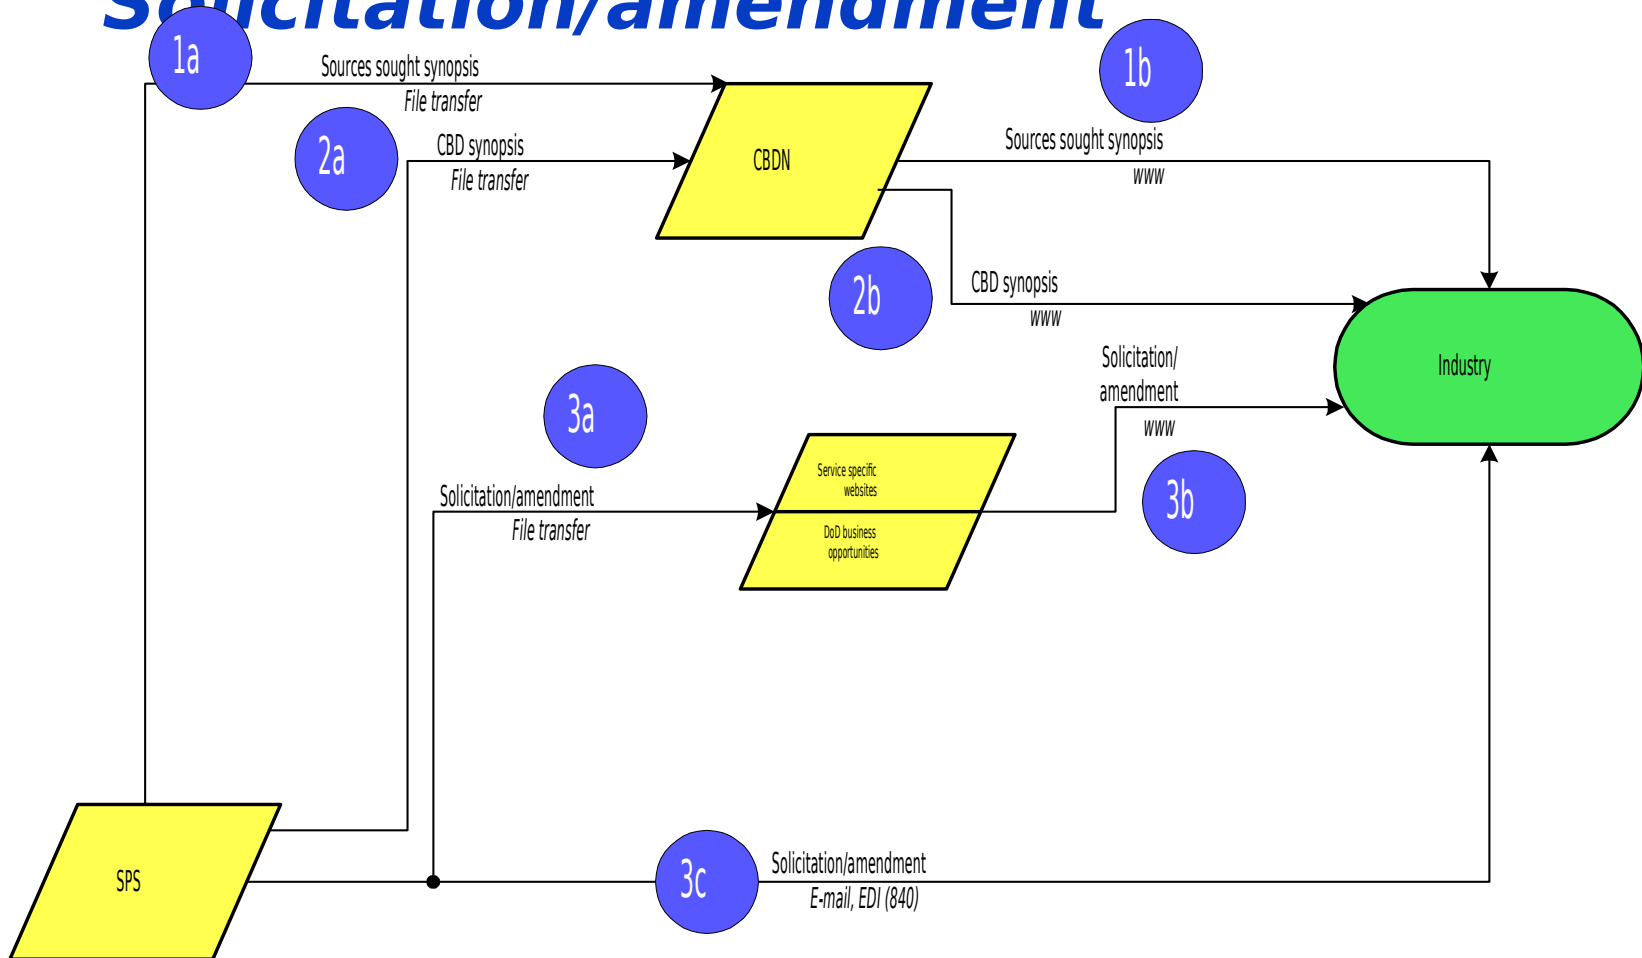 Solicitation/amendment
1a
Sources sought synopsis
File transfer
1b
2a
CBD synopsis
File transfer
CBDN
Sources sought synopsis
www
2b
CBD synopsis
www
Industry
3a
Solicitation/
amendment
www
Solicitation/amendment
File transfer
Service specific
websites
DoD business
opportunities
3b
SPS
3c
Solicitation/amendment
E-mail, EDI (840)